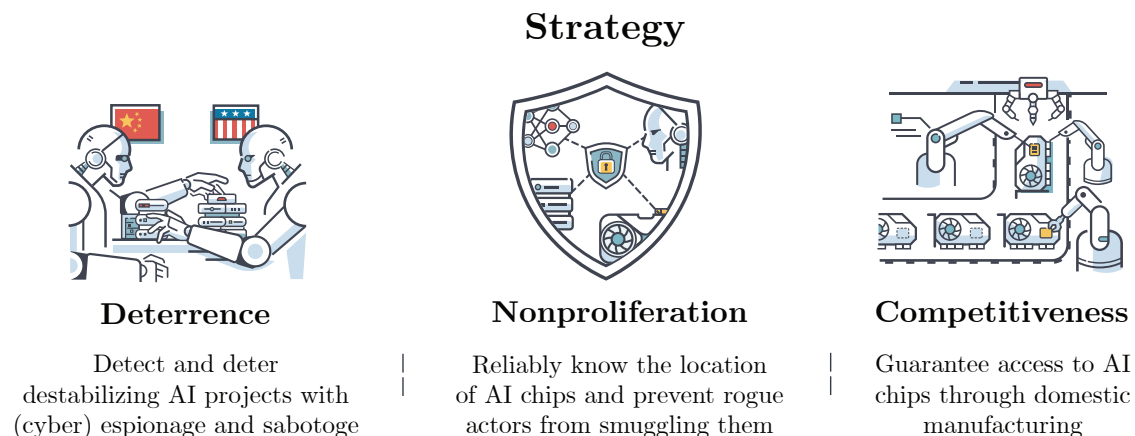 Strategy
Deterrence
Detect and deter
destabilizing AI projects with
(cyber) espionage and sabotoge
Nonproliferation
Reliably know the location
of AI chips and prevent rogue
actors from smuggling them
Competitiveness
Guarantee access to AI
chips through domestic
manufacturing